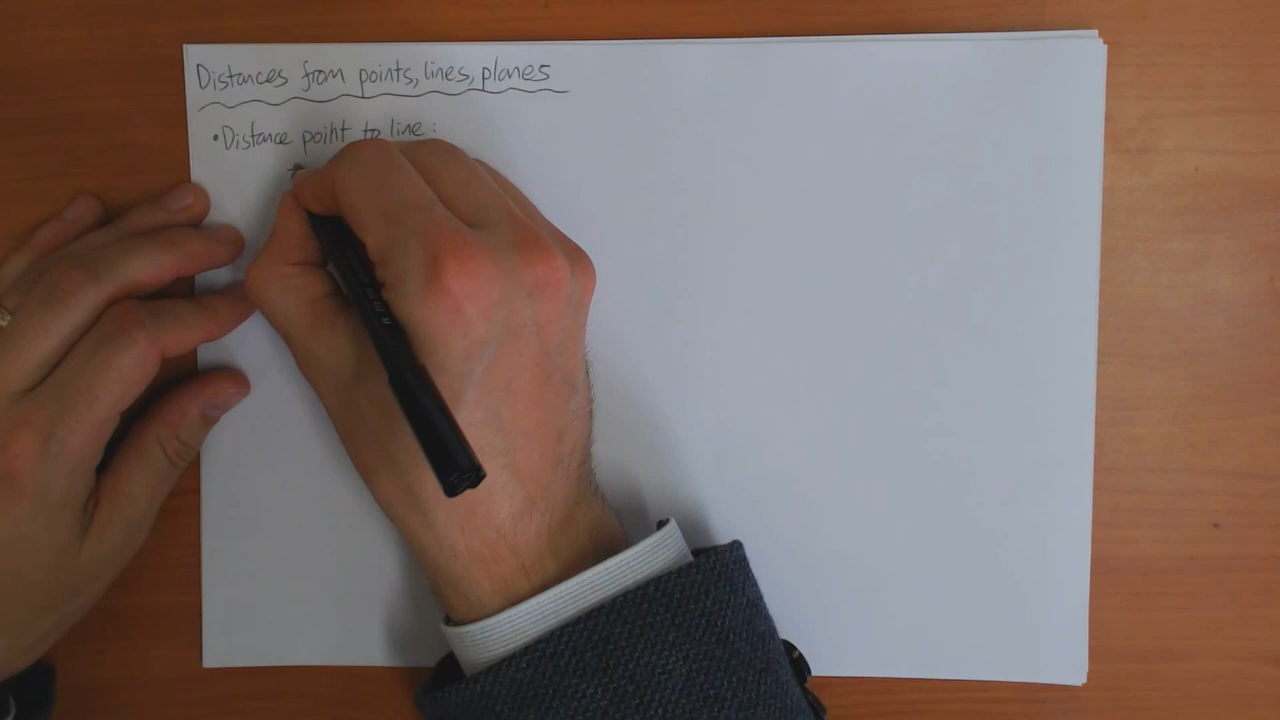 Distances from points, lines, planes
• Distance point to line :